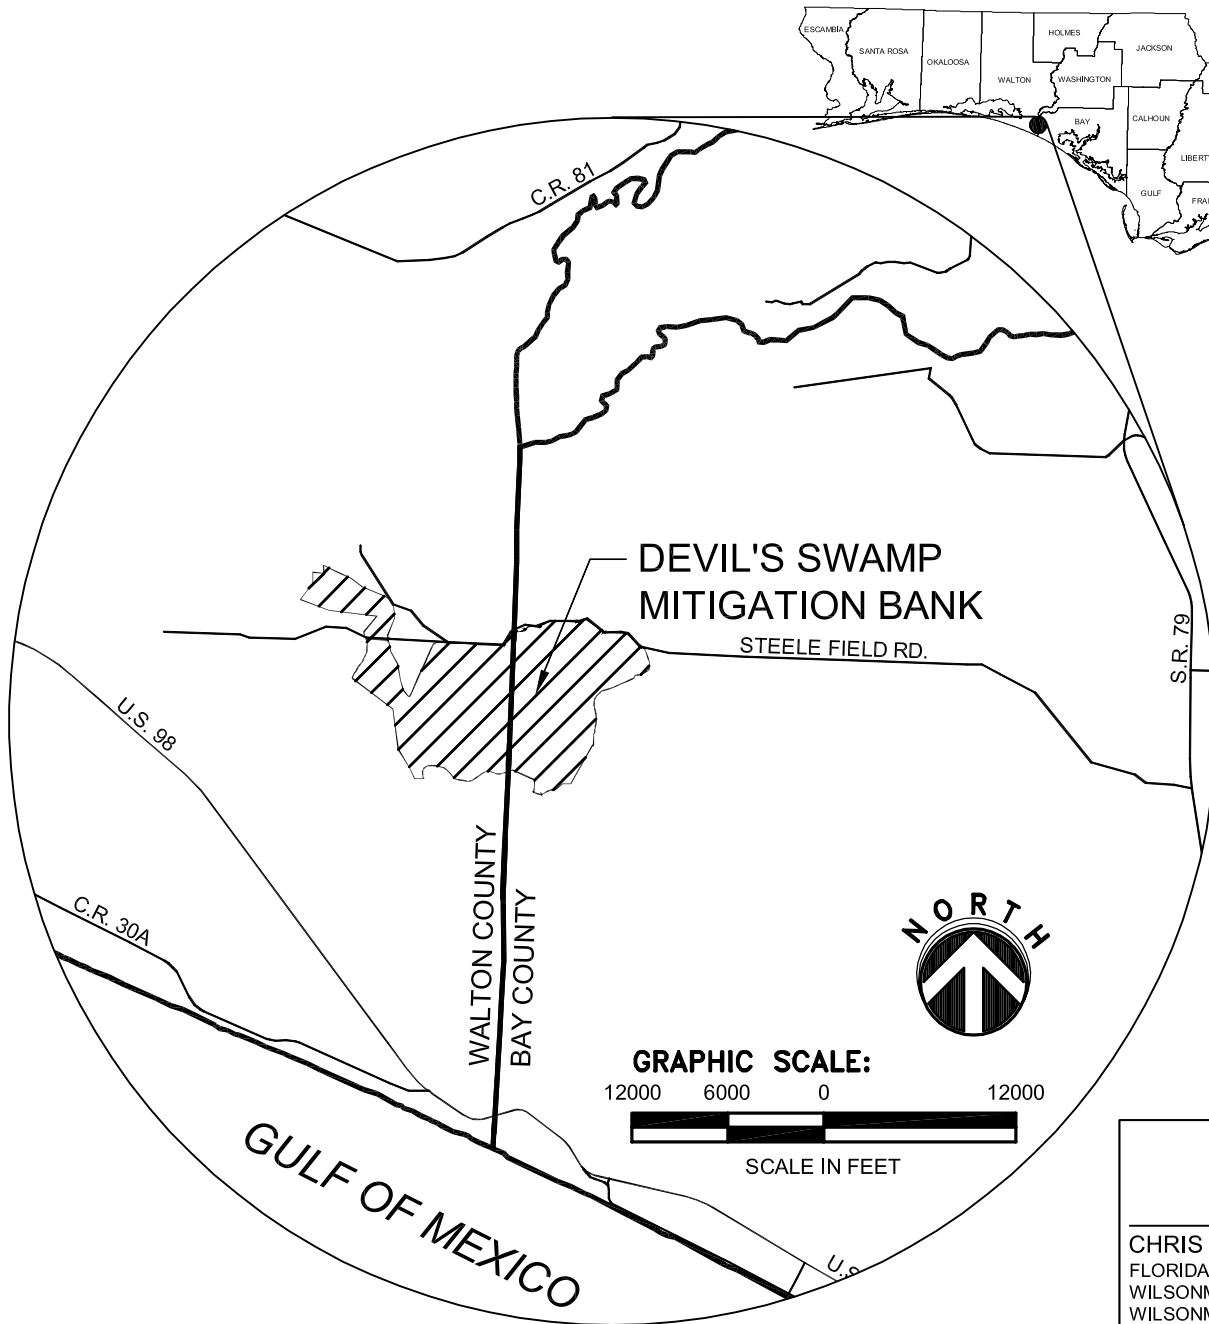 ESCAMBIA
SANTA ROSA
OKALOOSA
WALTON
HOLMES
WASHINGTON
JACKSON
BAY
CALHOUN
GULF
C.R. 81
DEVIL'S SWAMP
MITIGATION BANK
STEELE FIELD RD.
S.R. 79
U.S. 98
C.R. 30A
WALTON COUNTY
BAY COUNTY
NORTH
GRAPHIC SCALE:
12000 6000 0 12000
SCALE IN FEET
GULF OF MEXICO
CHRIS
FLORIDA